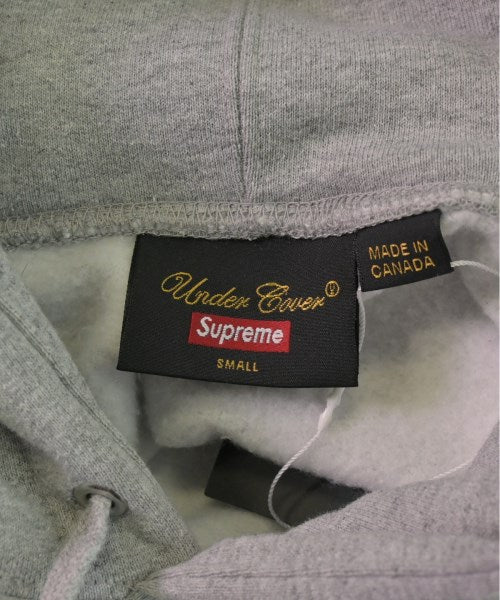 Under Cover®
Supreme
SMALL
MADE IN
CANADA